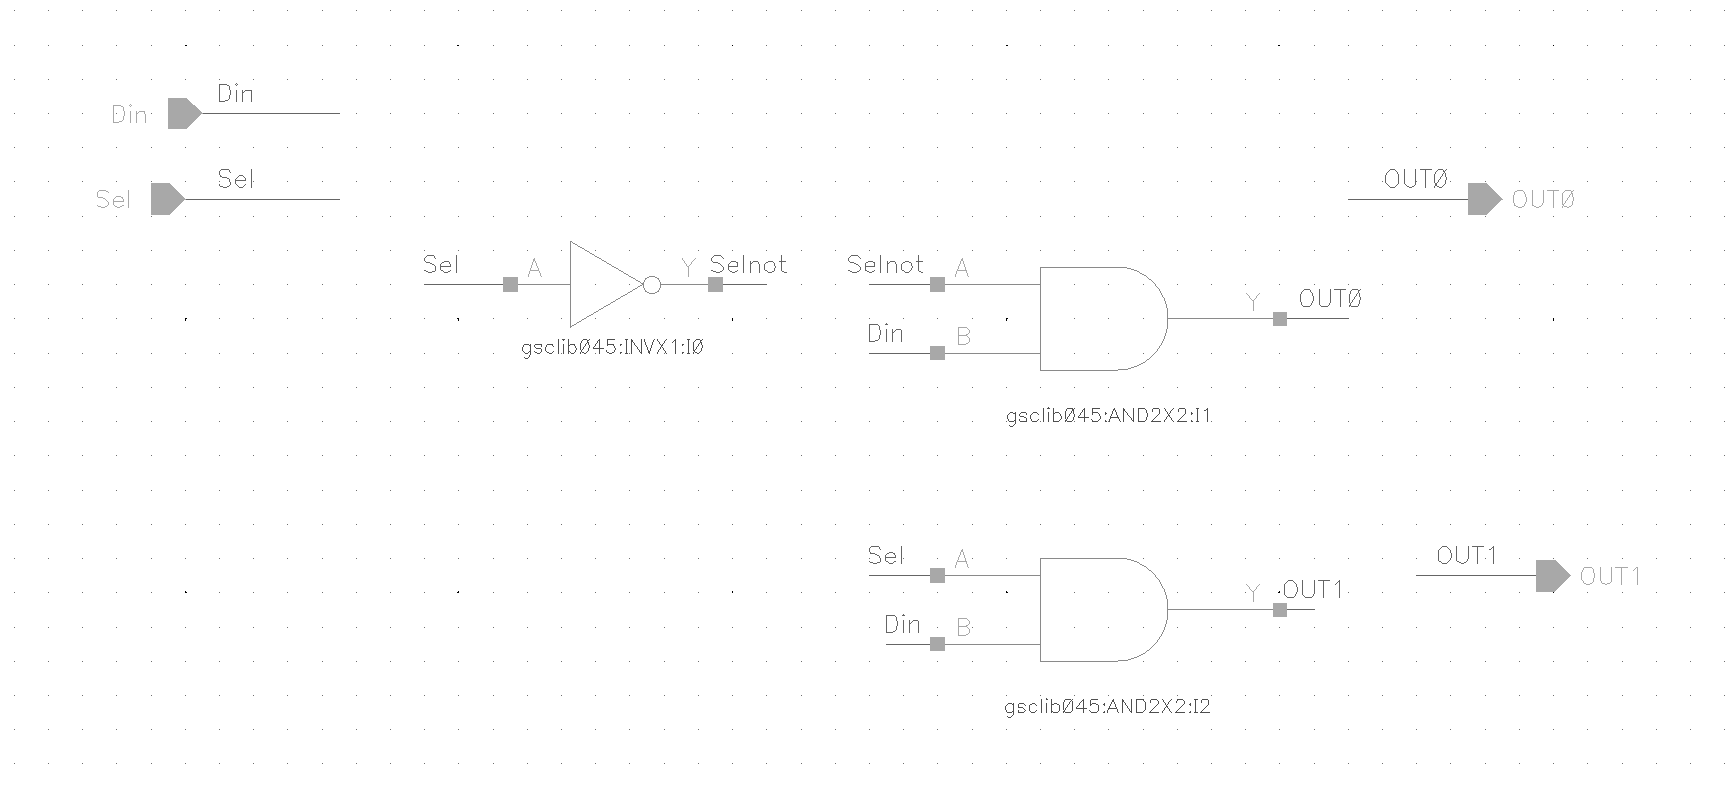 Din Din
Sel Sel
OUTØ OUTØ
Sel A Y Selnot
Selnot A
Y OUTØ
Din B
gsclibØ45:INVX1:IØ
gsclibØ45:AND2X2:I1
Sel A
OUT1 OUT1
Y OUT1
Din B
gsclibØ45:AND2X2:I2